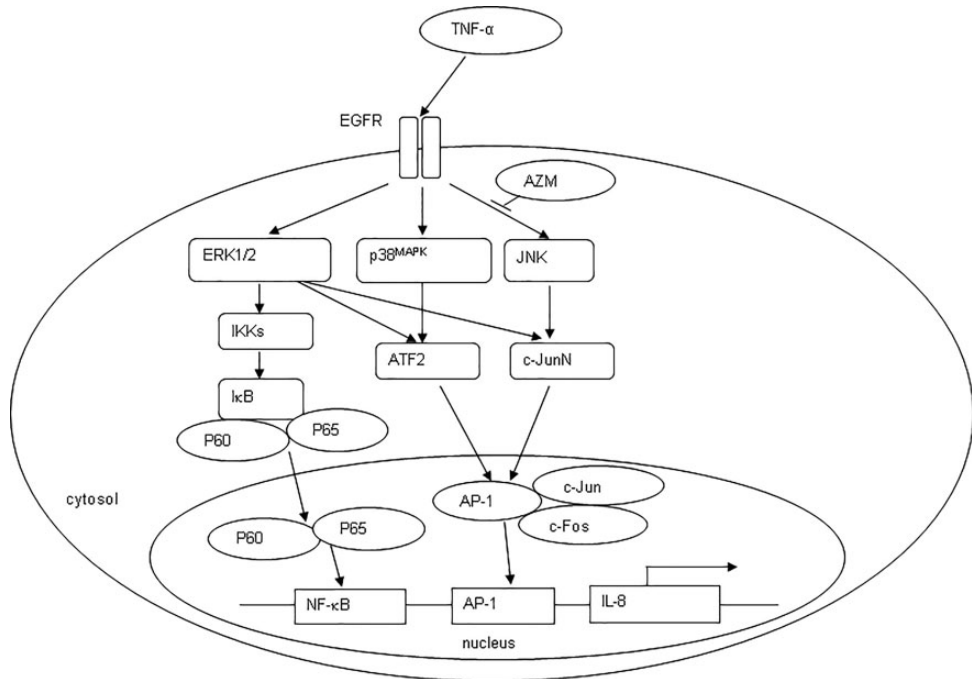 TNF-α
EGFR
AZM
ERK1/2
p38ᴹᴬᴾᴷ
JNK
IKKs
ATF2
c-JunN
IκB
P60
P65
cytosol
AP-1
c-Jun
c-Fos
P60
P65
NF-κB
AP-1
IL-8
nucleus